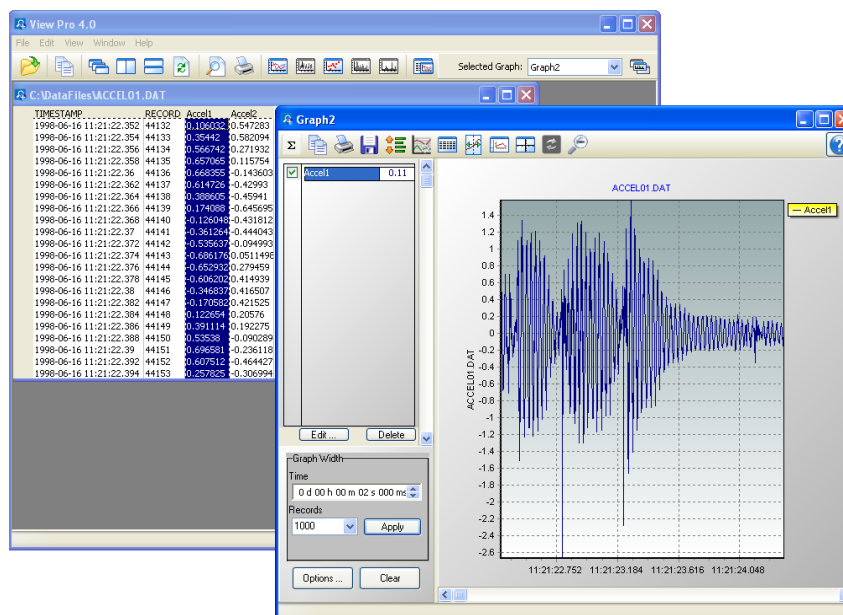 View Pro 4.0
File Edit View Window Help
Selected Graph: Graph2
C:\DataFiles\ACCEL01.DAT
TIMESTAMP RECORD Accel1 Accel2
1998-06-16 11:21:22.352 44132 0.106032 0.547283
1998-06-16 11:21:22.354 44133 0.35442 0.582094
1998-06-16 11:21:22.356 44134 0.566742 0.271932
1998-06-16 11:21:22.358 44135 0.657065 0.115754
1998-06-16 11:21:22.36 44136 0.668355 -0.143603
1998-06-16 11:21:22.362 44137 0.614726 -0.42993
1998-06-16 11:21:22.364 44138 0.388605 -0.45941
1998-06-16 11:21:22.366 44139 0.174088 -0.645695
1998-06-16 11:21:22.368 44140 -0.126048 -0.431812
1998-06-16 11:21:22.37 44141 -0.361264 -0.444043
1998-06-16 11:21:22.372 44142 -0.535637 -0.094993
1998-06-16 11:21:22.374 44143 -0.686176 0.0511498
1998-06-16 11:21:22.376 44144 -0.652932 0.279459
1998-06-16 11:21:22.378 44145 -0.606202 0.414939
1998-06-16 11:21:22.38 44146 -0.346837 0.416507
1998-06-16 11:21:22.382 44147 -0.170582 0.421525
1998-06-16 11:21:22.384 44148 0.122654 0.20576
1998-06-16 11:21:22.386 44149 0.391114 0.192275
1998-06-16 11:21:22.388 44150 0.53538 -0.090289
1998-06-16 11:21:22.39 44151 0.696581 -0.236118
1998-06-16 11:21:22.392 44152 0.607512 -0.464427
1998-06-16 11:21:22.394 44153 0.257825 -0.306994
Graph2
Σ
?
Accel1 0.11
Edit ... Delete
Graph Width
Time
0 d 00 h 00 m 02 s 000 ms
Records
1000 Apply
Options ... Clear
ACCEL01.DAT
Accel1
ACCEL01.DAT
1.4
1.2
1
0.8
0.6
0.4
0.2
0
-0.2
-0.4
-0.6
-0.8
-1
-1.2
-1.4
-1.6
-1.8
-2
-2.2
-2.4
-2.6
11:21:22.752 11:21:23.184 11:21:23.616 11:21:24.048